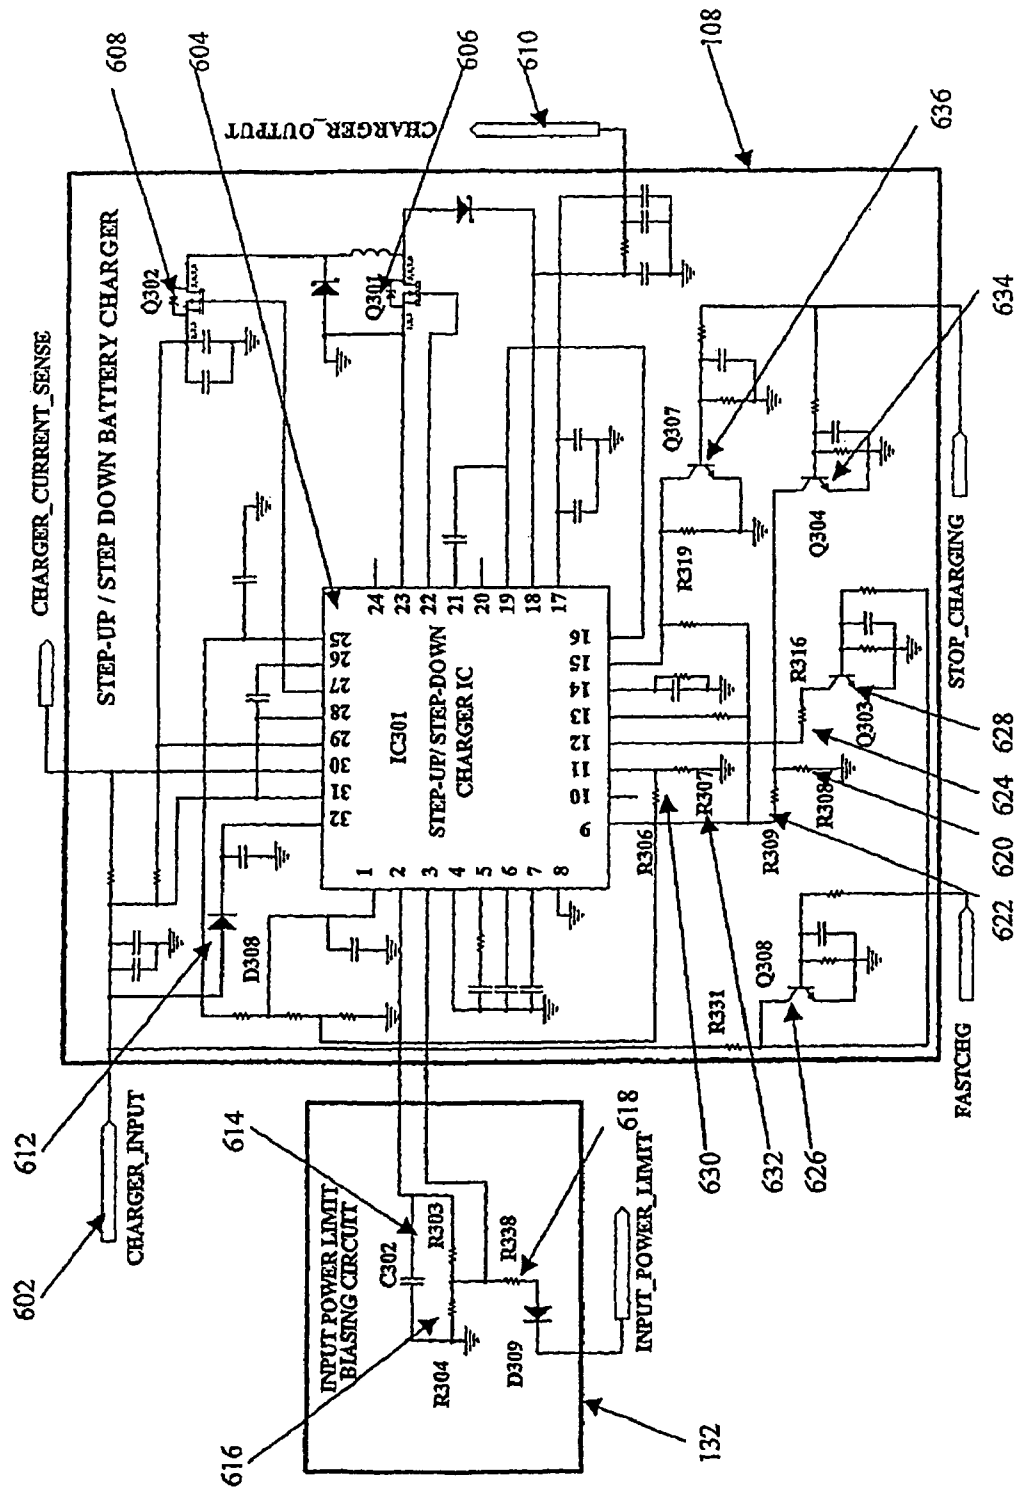 608
604
606
610
108
636
634
628
624
620
622
602
612
614
616
618
630
632
626
132
CHARGER_OUTPUT
CHARGER_CURRENT_SENSE
STEP-UP / STEP DOWN BATTERY CHARGER
Q302
Q301
Q307
Q304
R319
R316
Q303
STOP_CHARGING
24
23
22
21
20
19
18
17
25
26
27
28
29
30
31
32
IC301
STEP-UP/ STEP-DOWN
CHARGER IC
16
15
14
13
12
11
10
9
1
2
3
4
5
6
7
8
R306
R307
R309
R308
D308
R331
Q308
FASTCHG
CHARGER_INPUT
INPUT POWER LIMIT
BIASING CIRCUIT
C302
R303
R304
R338
D309
INPUT_POWER_LIMIT